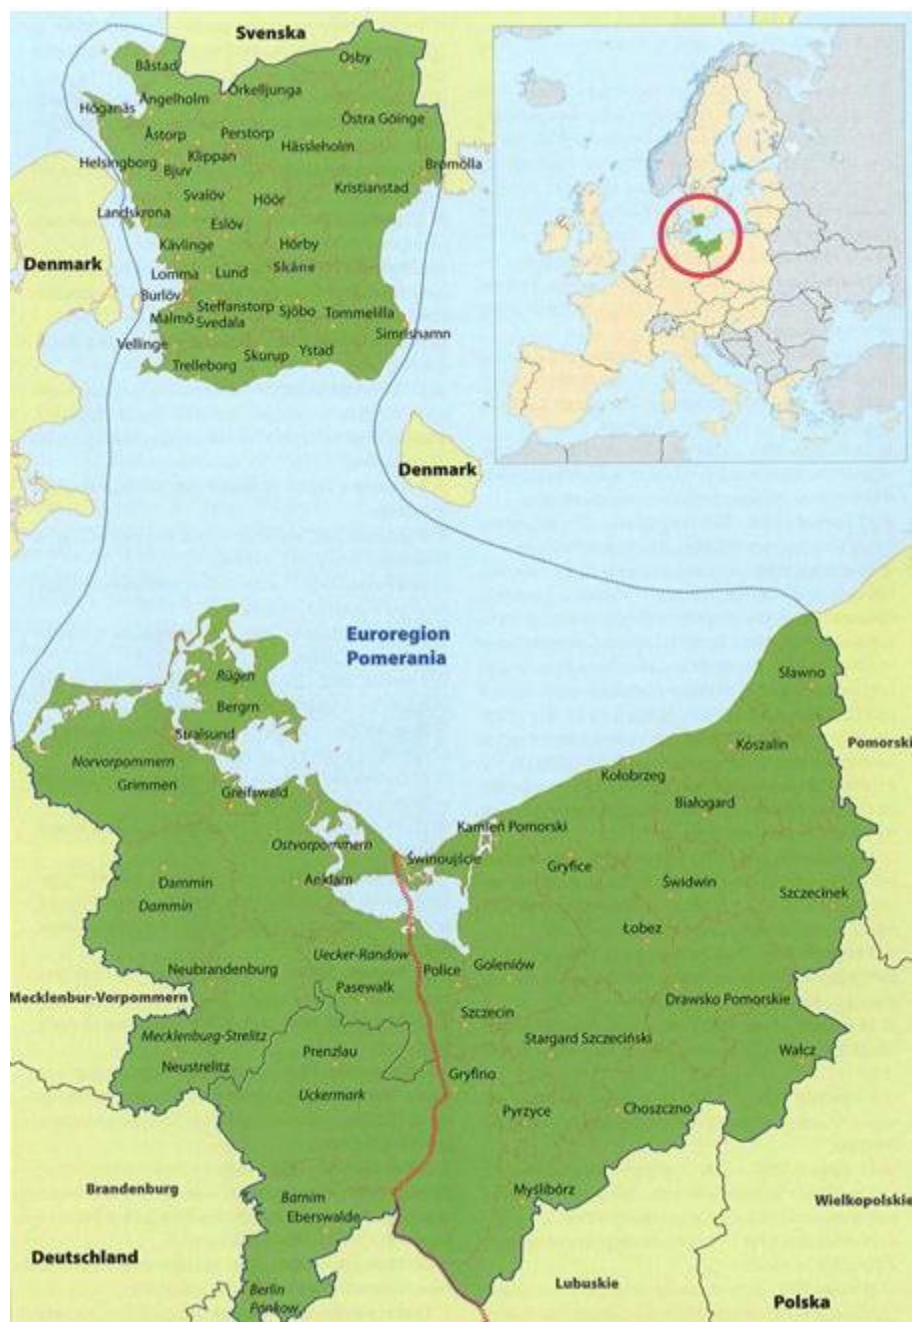 Svenska
Osby
Båstad
Örkelljunga
Ängelholm
Höganäs
Östra Göinge
Åstorp
Perstorp
Hässleholm
Klippan
Helsingborg
Bjuv
Bromölla
Kristianstad
Svalöv
Höör
Landskrona
Eslöv
Kävlinge
Hörby
Denmark
Skåne
Lomma
Lund
Burlöv
Steffanstorp
Sjöbo
Tommelilla
Malmö
Svedala
Simrishamn
Vellinge
Skurup
Ystad
Trelleborg
Denmark
Euroregion
Pomerania
Rügen
Sławno
Bergrn
Stralsund
Koszalin
Pomorski
Norvorpommern
Kołobrzeg
Grimmen
Greifswald
Białogard
Kamień Pomorski
Ostvorpommern
Świnoujście
Gryfice
Anklam
Dammin
Świdwin
Szczecinek
Dammin
Łobez
Uecker-Randow
Neubrandenburg
Police
Goleniów
Mecklenbur-Vorpommern
Pasewalk
Drawsko Pomorskie
Szczecin
Mecklenburg-Strelitz
Stargard Szczeciński
Prenzlau
Wałcz
Neustrelitz
Gryfino
Uckermark
Pyrzyce
Choszczno
Brandenburg
Barnim
Myślibórz
Wielkopolskie
Eberswalde
Deutschland
Lubuskie
Berlin
Ponkow
Polska